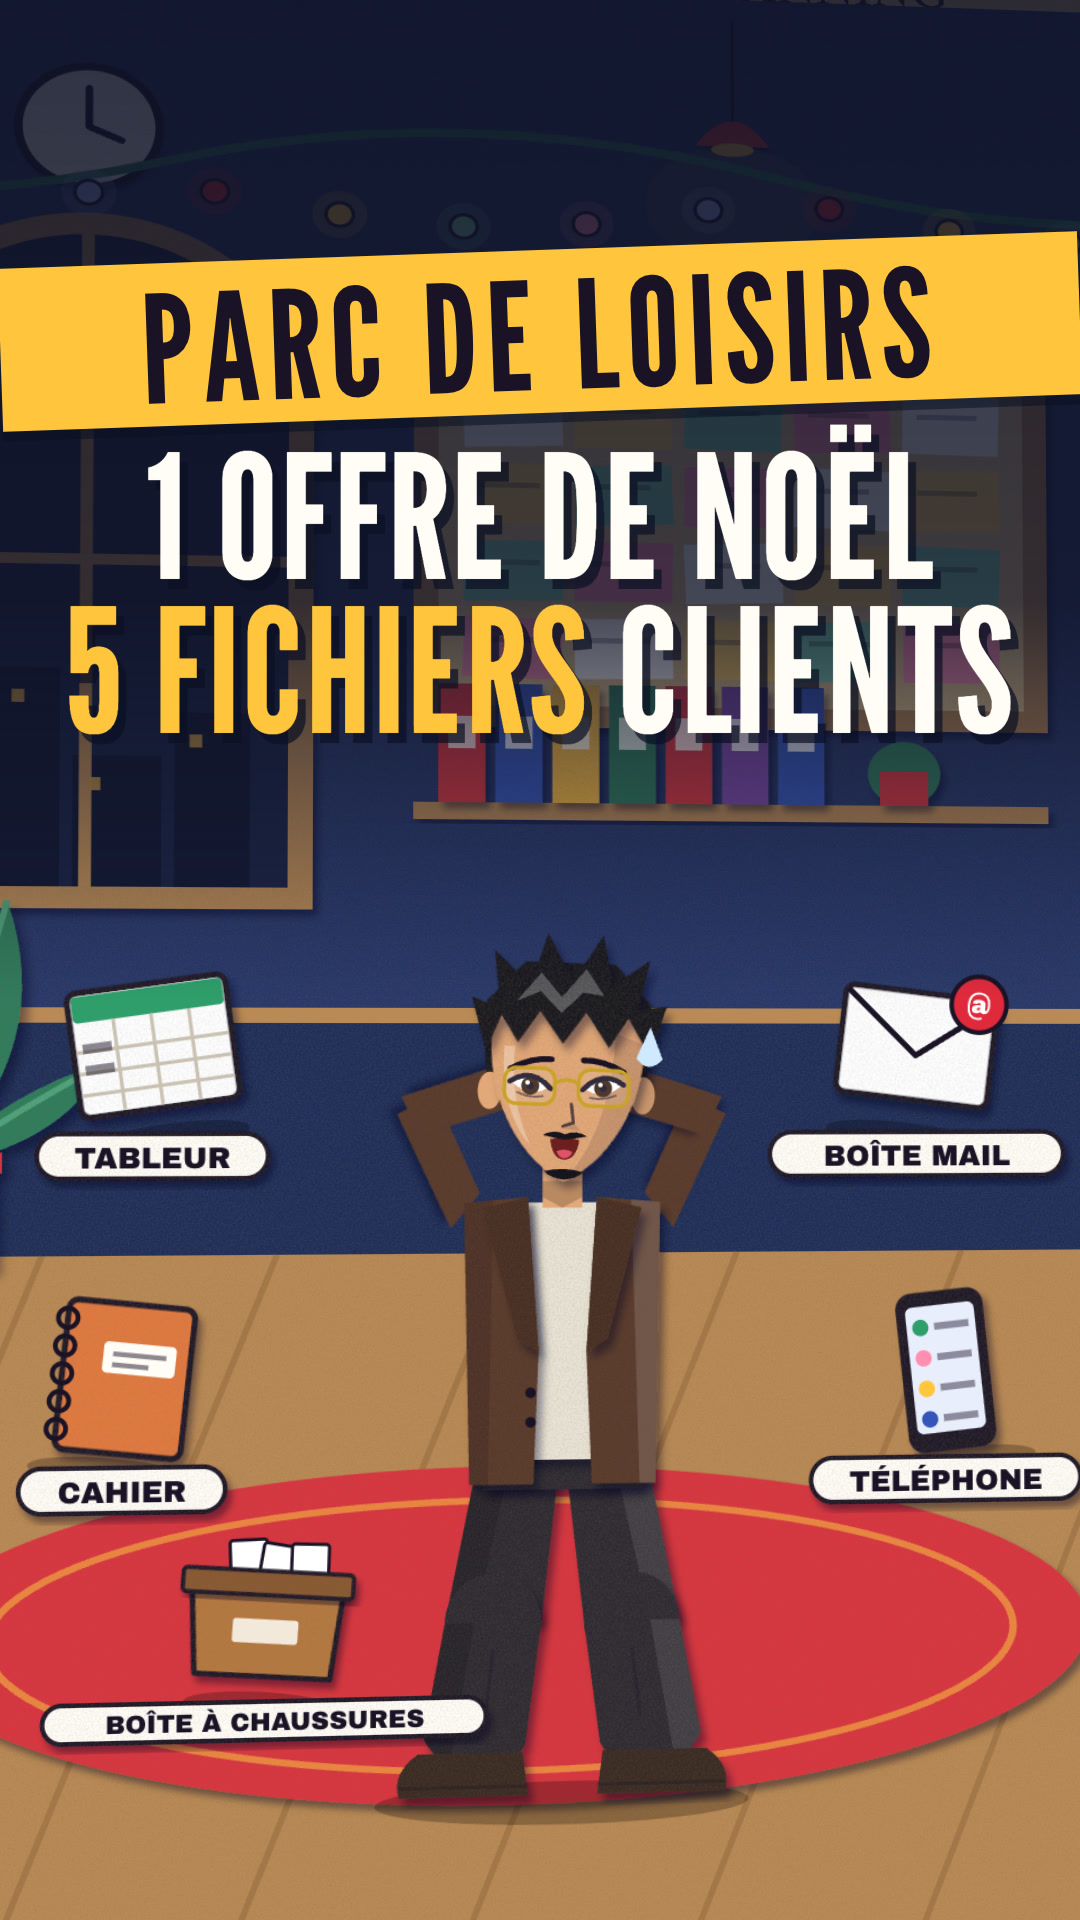 PARC DE LOISIRS
1 OFFRE DE NOËL
5 FICHIERS CLIENTS
@
TABLEUR
BOÎTE MAIL
CAHIER
TÉLÉPHONE
BOÎTE À CHAUSSURES